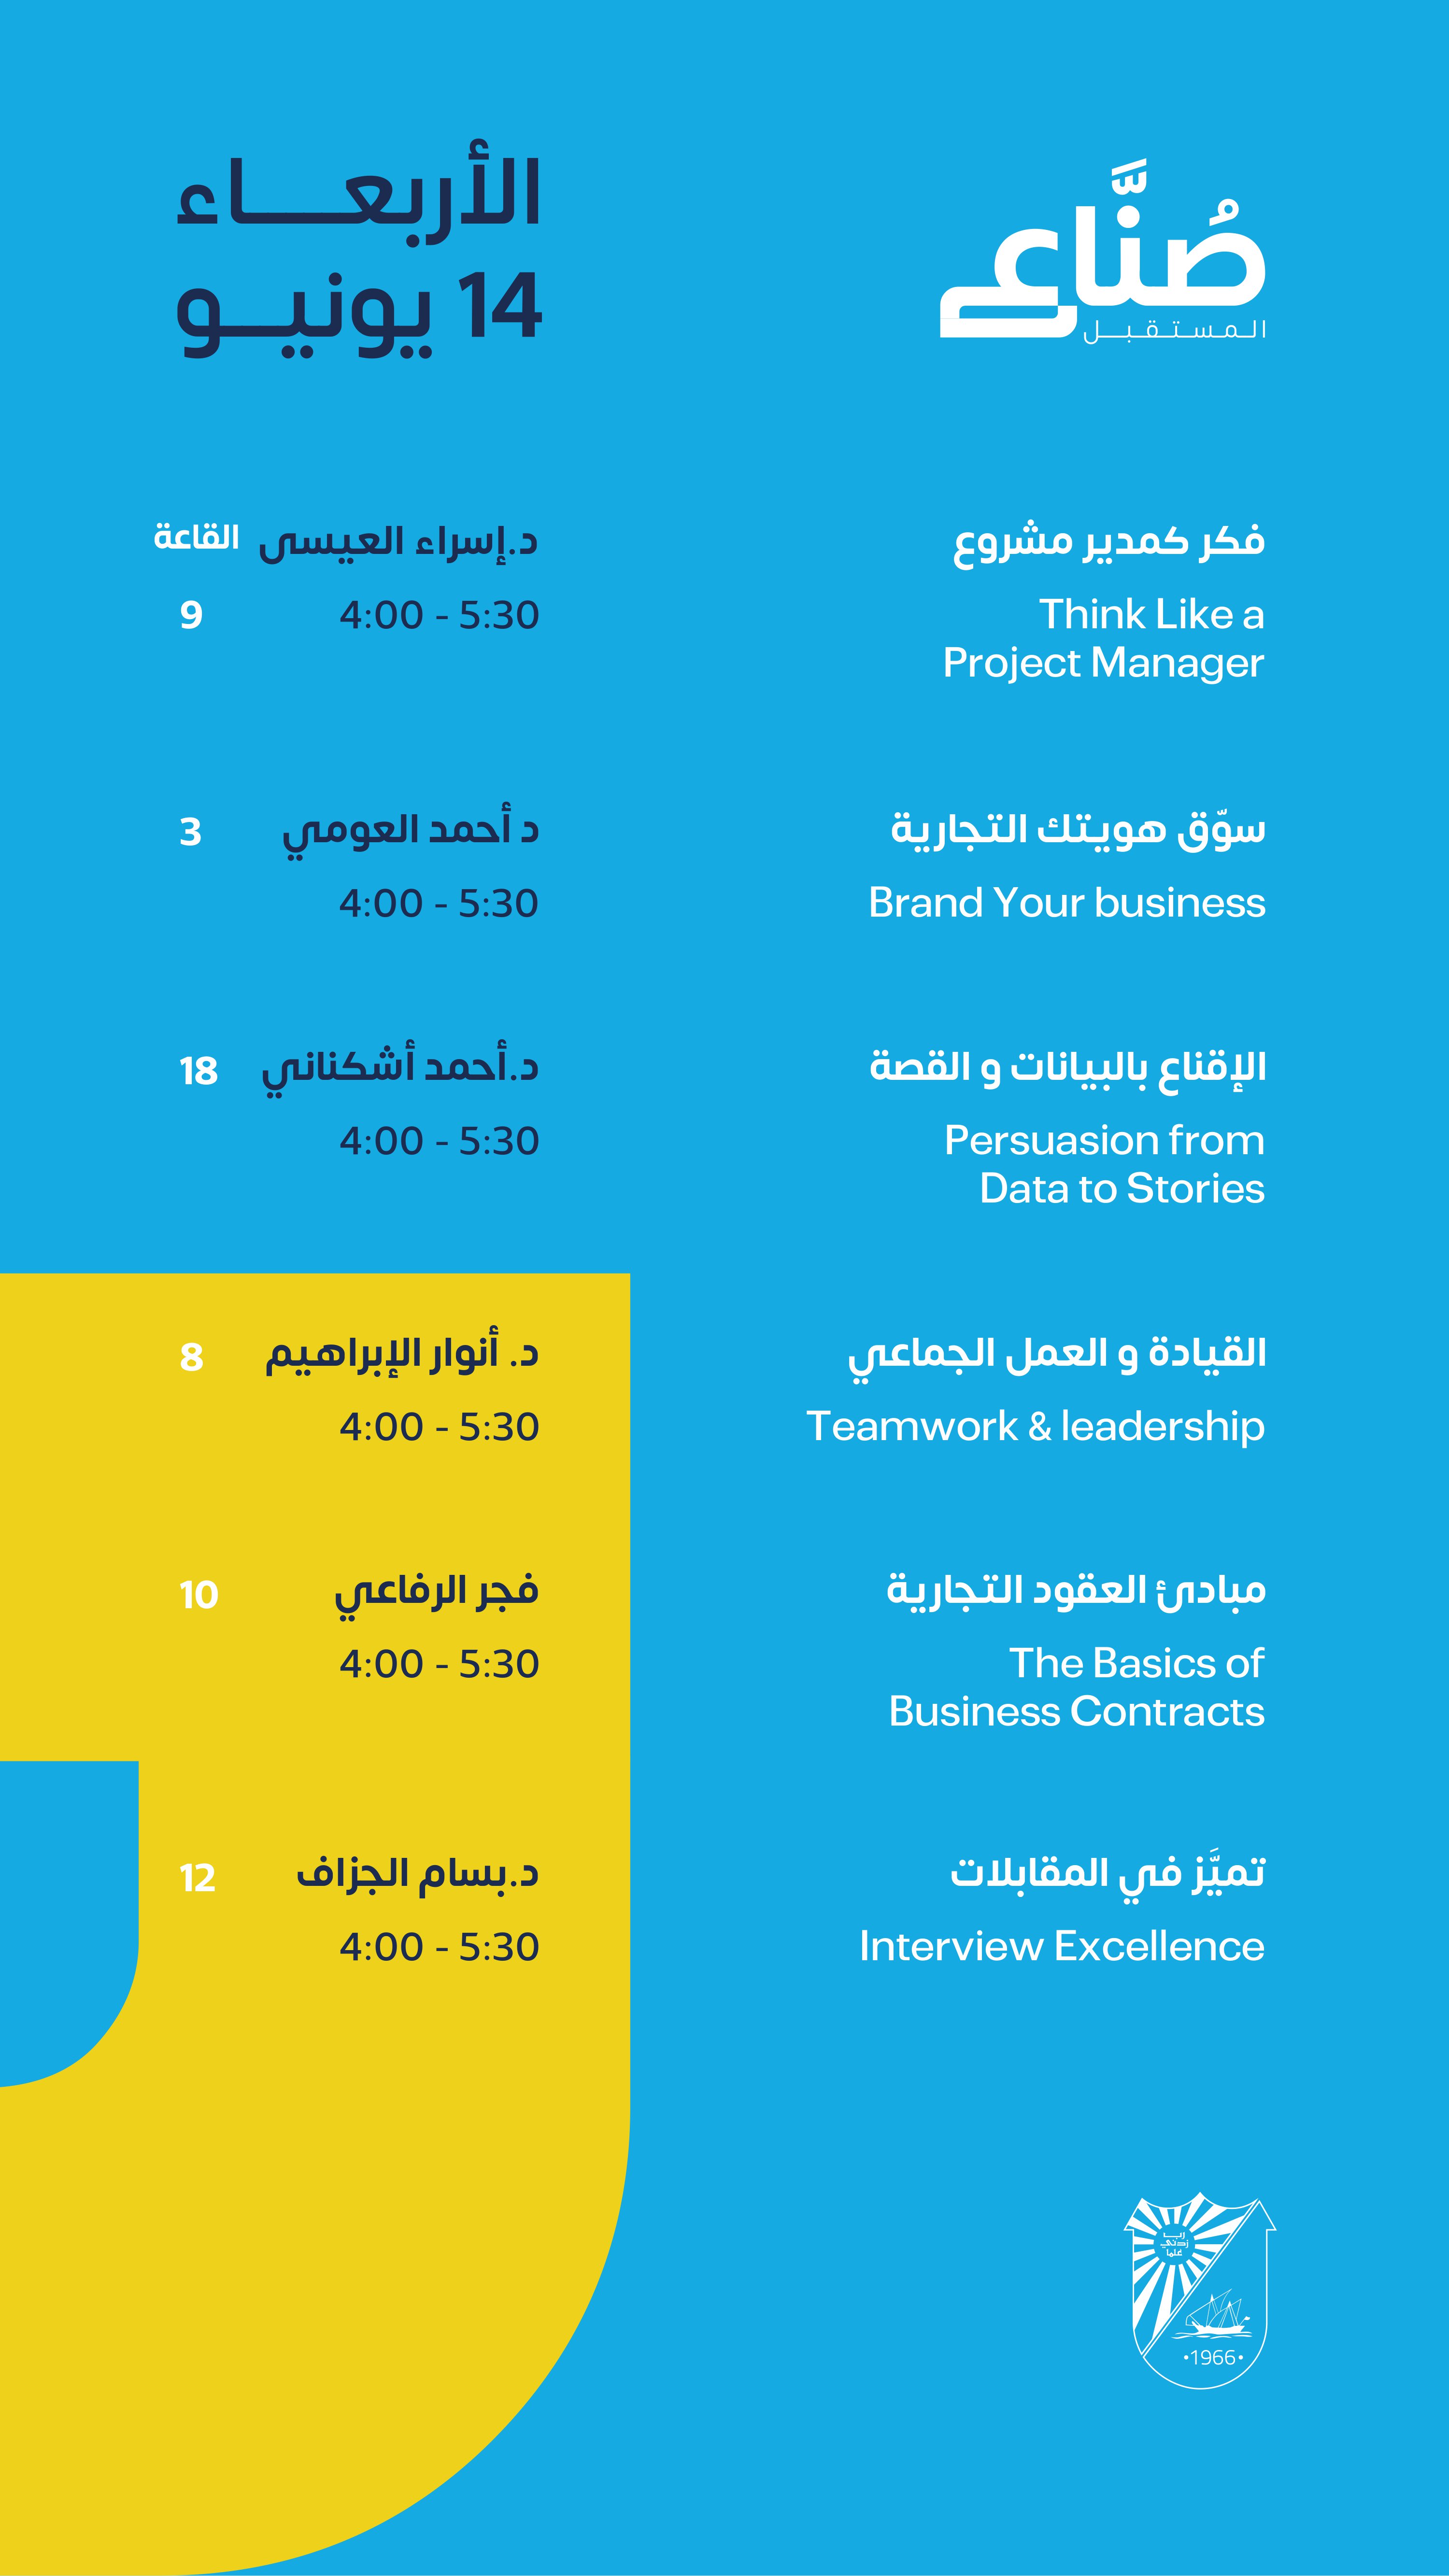 صُنَّاع
المستقبل
الأربعاء
14 يونيو
فكر كمدير مشروع
Think Like a
Project Manager
د.إسراء العيسى
4:00 - 5:30
القاعة
9
سوّق هويتك التجارية
Brand Your business
د أحمد العومي
4:00 - 5:30
3
الإقناع بالبيانات و القصة
Persuasion from
Data to Stories
د.أحمد أشكناني
4:00 - 5:30
18
القيادة و العمل الجماعي
Teamwork & leadership
د. أنوار الإبراهيم
4:00 - 5:30
8
مبادئ العقود التجارية
The Basics of
Business Contracts
فجر الرفاعي
4:00 - 5:30
10
تميَّز في المقابلات
Interview Excellence
د.بسام الجزاف
4:00 - 5:30
12
رب
زدني
علما
•1966•